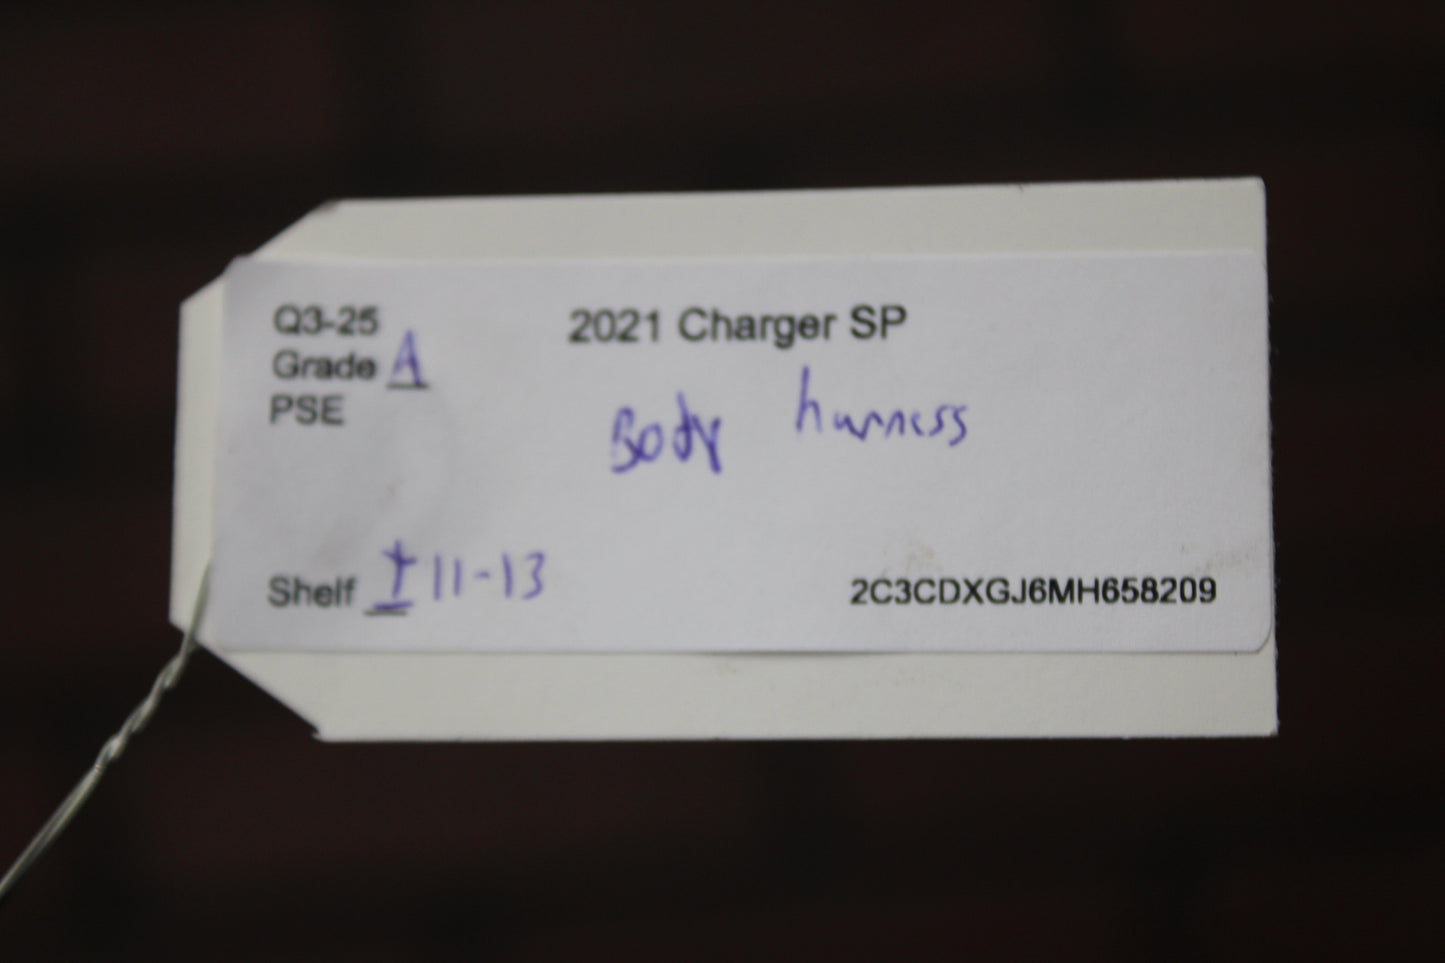 Q3-25
2021 Charger SP
Grade A
PSE
Body harness
Shelf I 11-13
2C3CDXGJ6MH658209